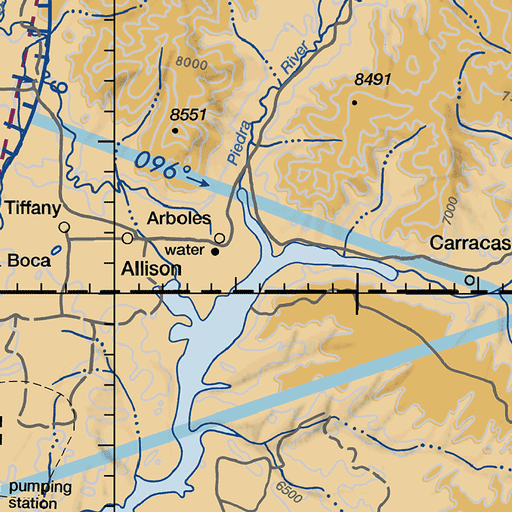 8000
River
8491
8551
Piedra
096°
7000
Tiffany
Arboles
water
Carracas
Boca
Allison
pumping
station
6500